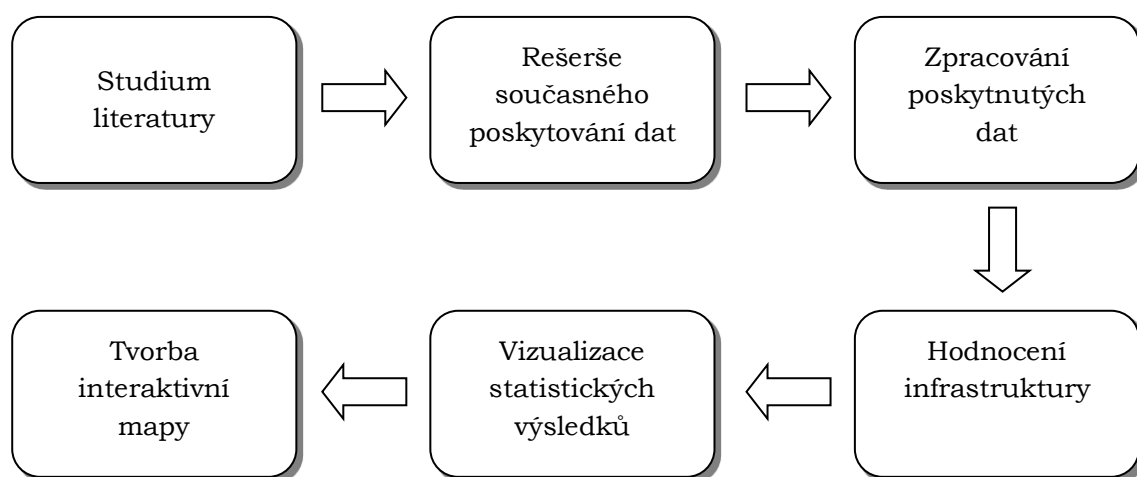 Studium
literatury
Rešerše
současného
poskytování dat
Zpracování
poskytnutých
dat
Hodnocení
infrastruktury
Vizualizace
statistických
výsledků
Tvorba
interaktivní
mapy